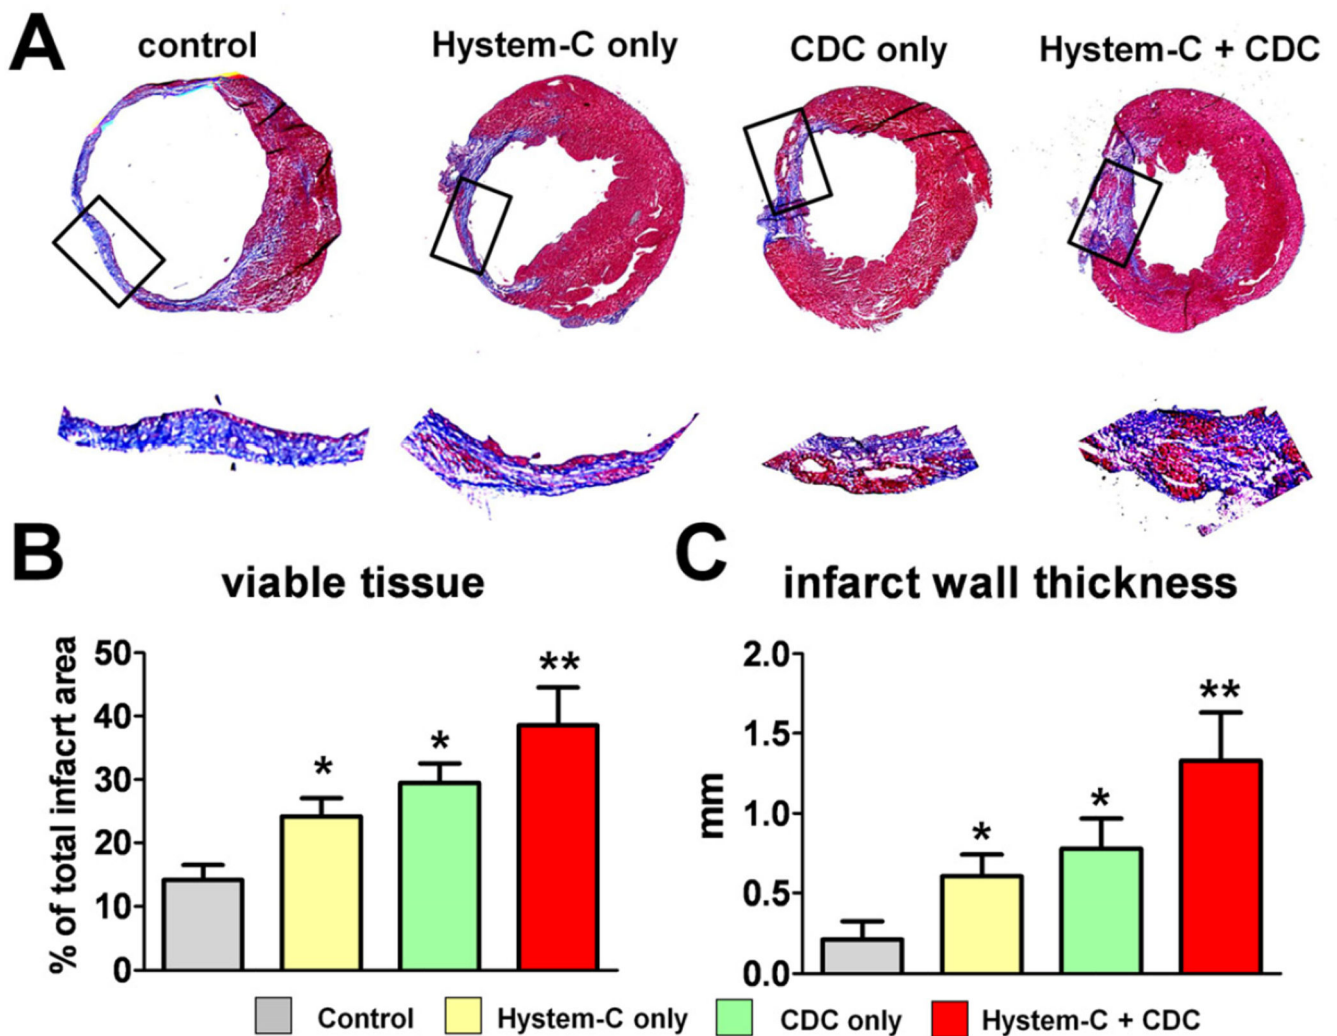 A
control
Hystem-C only
CDC only
Hystem-C + CDC
B
viable tissue
% of total infacrt area
50
40
30
20
10
0
*
*
**
C
infarct wall thickness
mm
2.0
1.5
1.0
0.5
0.0
*
*
**
Control
Hystem-C only
CDC only
Hystem-C + CDC